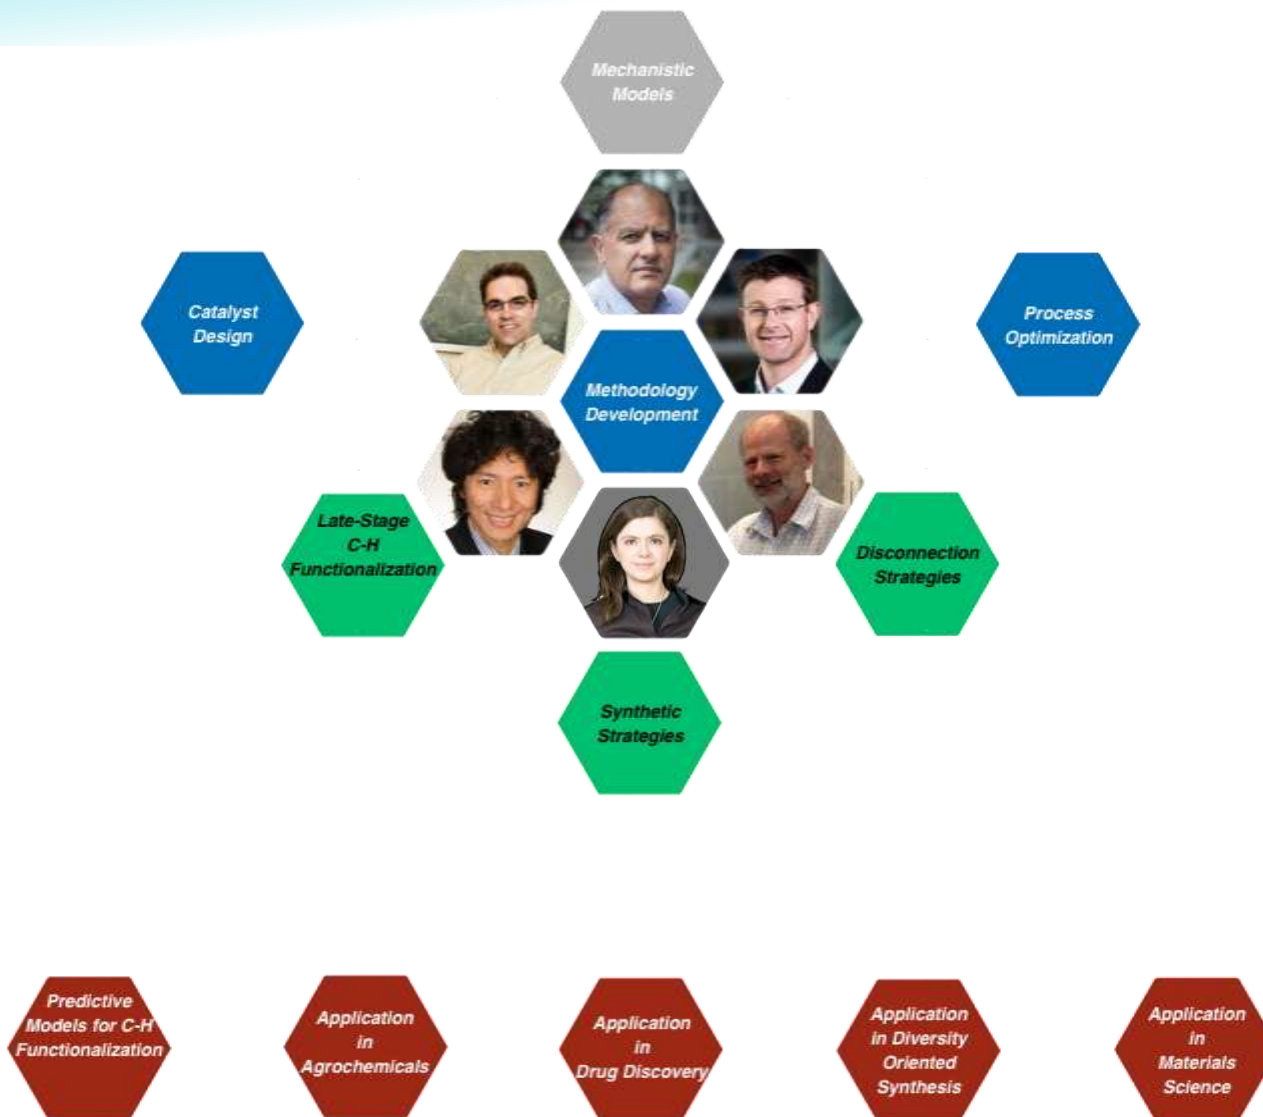 Mechanistic
Models
Catalyst
Design
Process
Optimization
Methodology
Development
Late-Stage
C-H
Functionalization
Disconnection
Strategies
Synthetic
Strategies
Predictive
Models for C-H
Functionalization
Application
in
Agrochemicals
Application
in
Drug Discovery
Application
in Diversity
Oriented
Synthesis
Application
in
Materials
Science